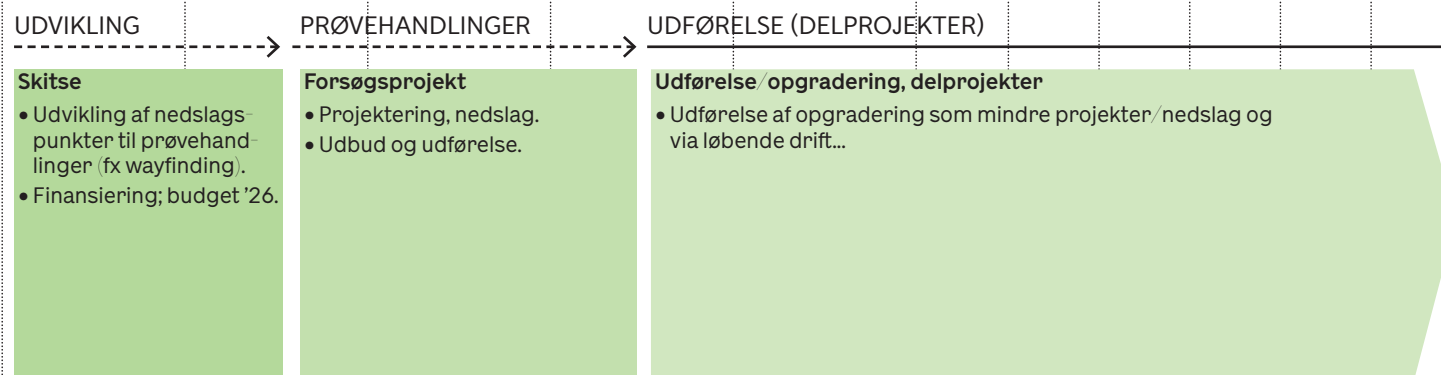 UDVIKLING
PRØVEHANDLINGER
UDFØRELSE (DELPROJEKTER)
Skitse
• Udvikling af nedslags-
punkter til prøvehand-
linger (fx wayfinding).
• Finansiering; budget ’26.
Forsøgsprojekt
• Projektering, nedslag.
• Udbud og udførelse.
Udførelse/opgradering, delprojekter
• Udførelse af opgradering som mindre projekter/nedslag og
via løbende drift...